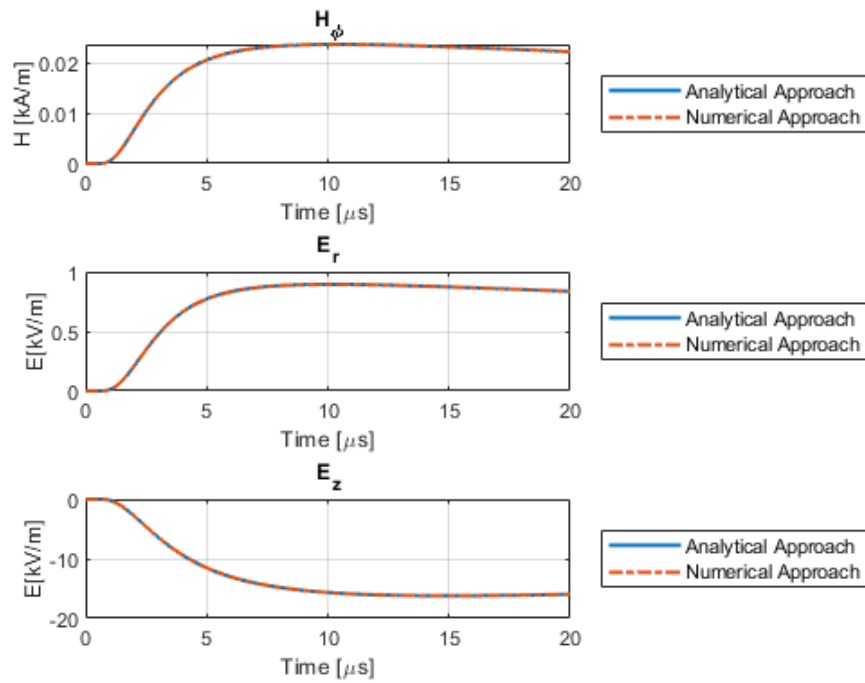 H_ϕ
H [kA/m]
0.02
0.01
0
0 5 10 15 20
Time [μs]
Analytical Approach
Numerical Approach
E_r
E[kV/m]
1
0.5
0
0 5 10 15 20
Time [μs]
Analytical Approach
Numerical Approach
E_z
E[kV/m]
0
-10
-20
0 5 10 15 20
Time [μs]
Analytical Approach
Numerical Approach